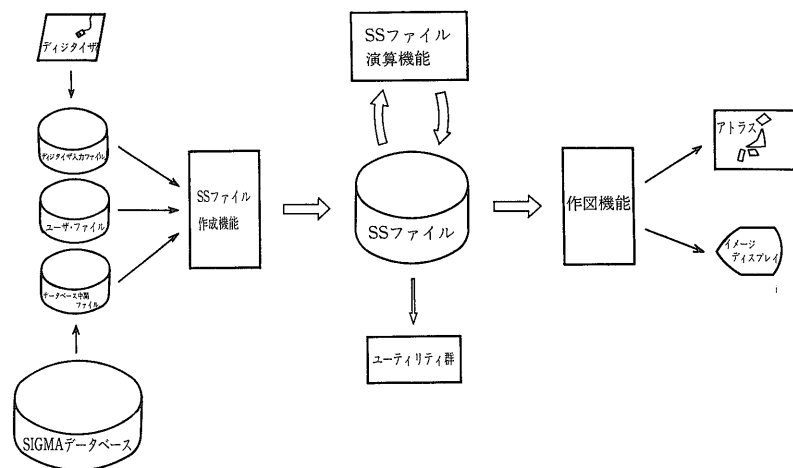 ディジタイザ
ディジタイザ入力ファイル
ユーザ・ファイル
データベース中間
ファイル
SIGMAデータベース
SSファイル
作成機能
SSファイル
演算機能
SSファイル
ユーティリティ群
作図機能
アトラス
イメージ
ディスプレイ